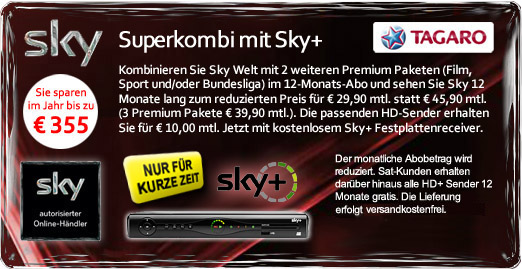 sky
Superkombi mit Sky+
TAGARO
Kombinieren Sie Sky Welt mit 2 weiteren Premium Paketen (Film,
Sport und/oder Bundesliga) im 12-Monats-Abo und sehen Sie Sky 12
Monate lang zum reduzierten Preis für € 29,90 mtl. statt € 45,90 mtl.
(3 Premium Pakete € 39,90 mtl.). Die passenden HD-Sender erhalten
Sie für € 10,00 mtl. Jetzt mit kostenlosem Sky+ Festplattenreceiver.
Sie sparen
im Jahr bis zu
€ 355
sky
autorisierter
Online-Händler
NUR FÜR
KURZE ZEIT
sky+
sky+
Der monatliche Abobetrag wird
reduziert. Sat-Kunden erhalten
darüber hinaus alle HD+ Sender 12
Monate gratis. Die Lieferung
erfolgt versandkostenfrei.